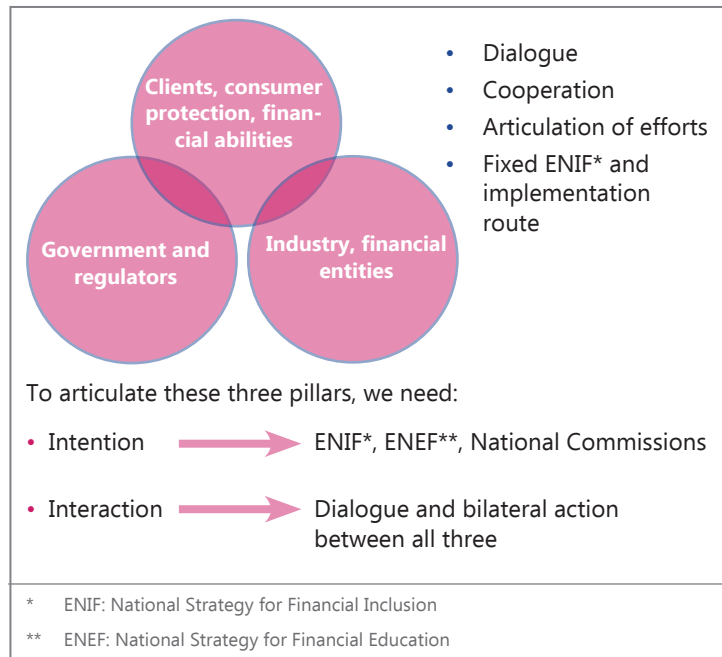 Clients, consumer
protection, finan-
cial abilities
Government and
regulators
Industry, financial
entities
• Dialogue
• Cooperation
• Articulation of efforts
• Fixed ENIF* and
implementation
route
To articulate these three pillars, we need:
• Intention
ENIF*, ENEF**, National Commissions
• Interaction
Dialogue and bilateral action
between all three
* ENIF: National Strategy for Financial Inclusion
** ENEF: National Strategy for Financial Education